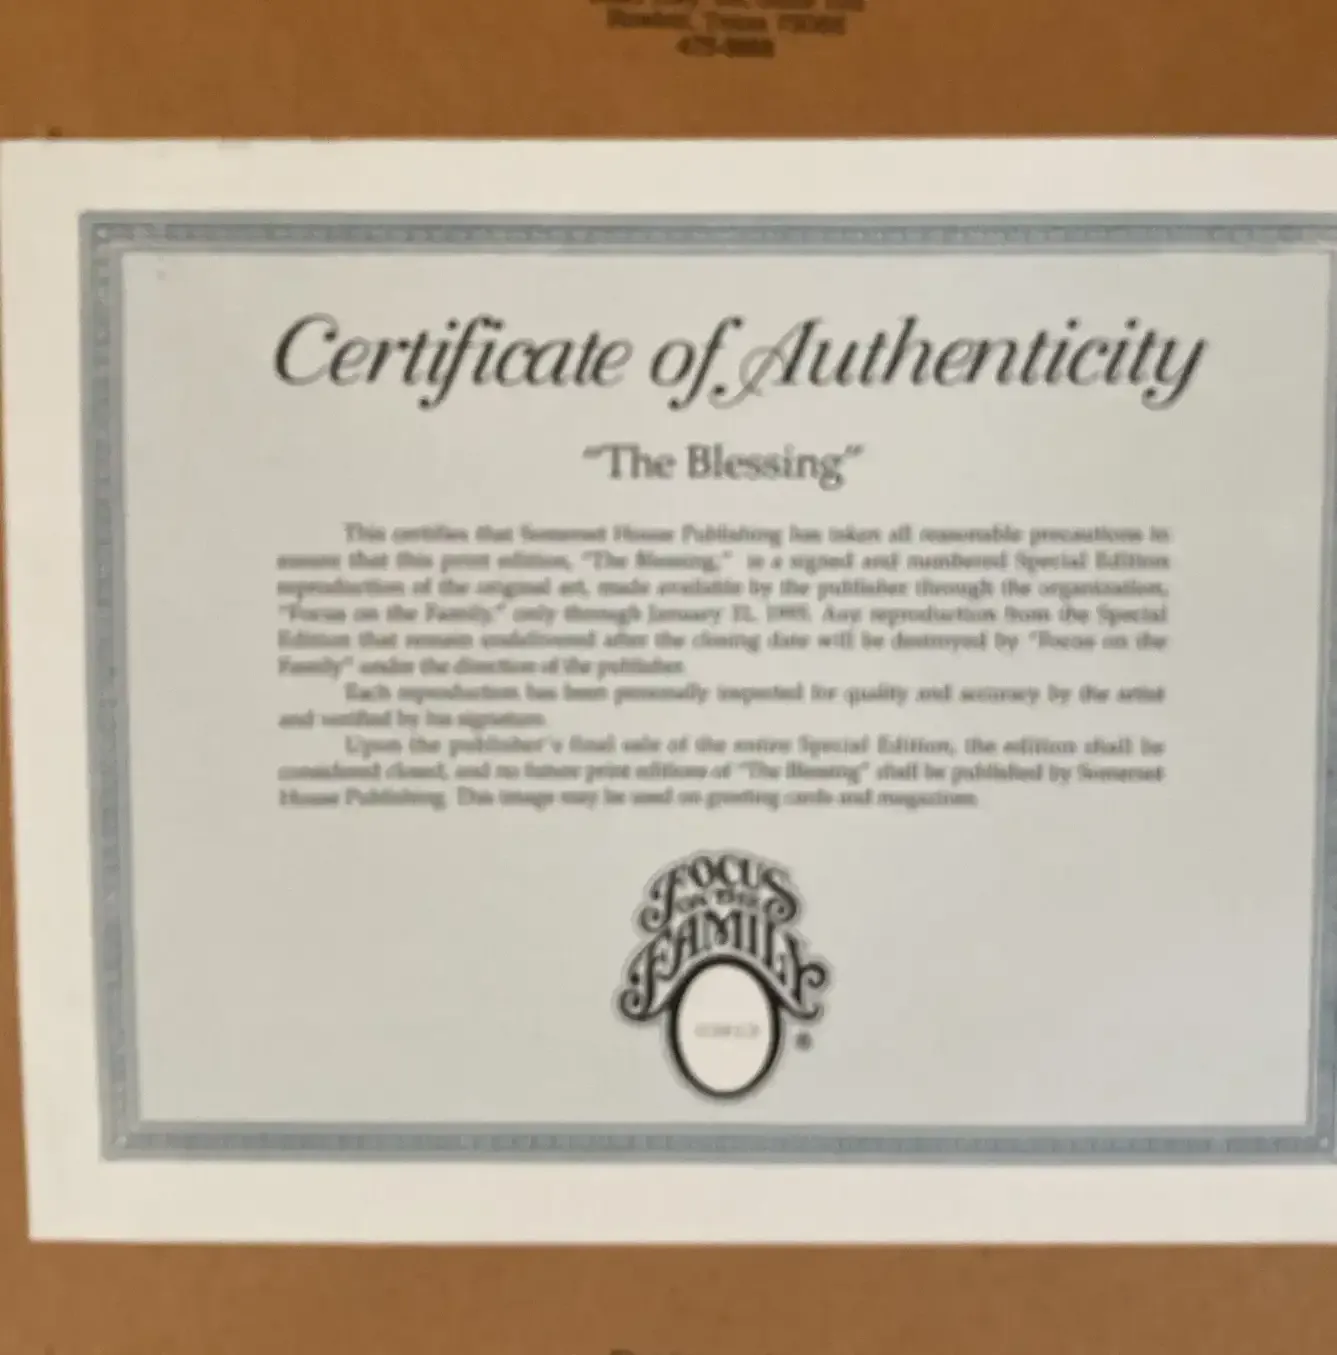 Certificate of Authenticity
"The Blessing"
This certifies that Somerset House Publishing has taken all reasonable precautions to
assure that this print edition, "The Blessing," is a signed and numbered Special Edition
reproduction of the original art, made available by the publisher through the organization,
"Focus on the Family," only through January 31, Any reproduction from the Special
Edition that remain undelivered after the closing date will be destroyed by "Focus on the
Family" under the direction of the publisher.
Each reproduction has been personally inspected for quality and accuracy by the artist
and verified by his signature.
Upon the publisher's final sale of the entire Special Edition, the edition shall be
considered closed, and no future print editions of "The Blessing" shall be published by Somerset
House Publishing. This image may be used on greeting cards and magazines.
FOCUS
ON THE
FAMILY
®